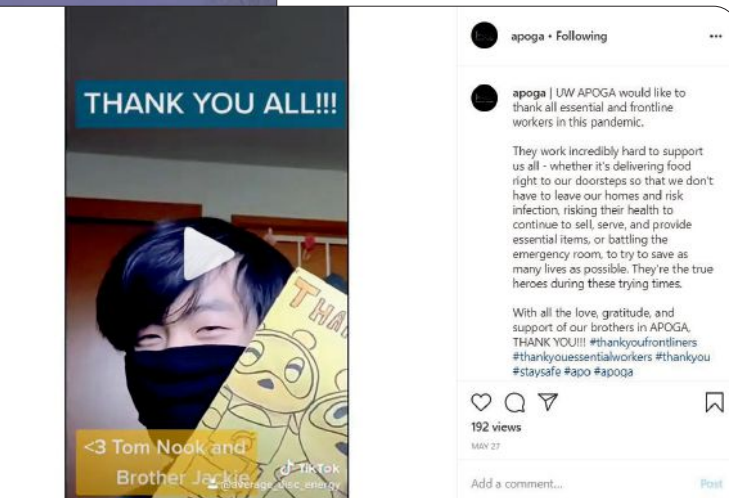 THANK YOU ALL!!!
THAN
<3 Tom Nook and
Brother Jackie
TikTok
@average_disc_energy
apoga • Following
apoga | UW APOGA would like to
thank all essential and frontline
workers in this pandemic.
They work incredibly hard to support
us all - whether it's delivering food
right to our doorsteps so that we don't
have to leave our homes and risk
infection, risking their health to
continue to sell, serve, and provide
essential items, or battling the
emergency room, to try to save as
many lives as possible. They're the true
heroes during these trying times.
With all the love, gratitude, and
support of our brothers in APOGA,
THANK YOU!!! #thankyoufrontliners
#thankyouessentialworkers #thankyou
#staysafe #apo #apoga
192 views
MAY 27
Add a comment...
Post